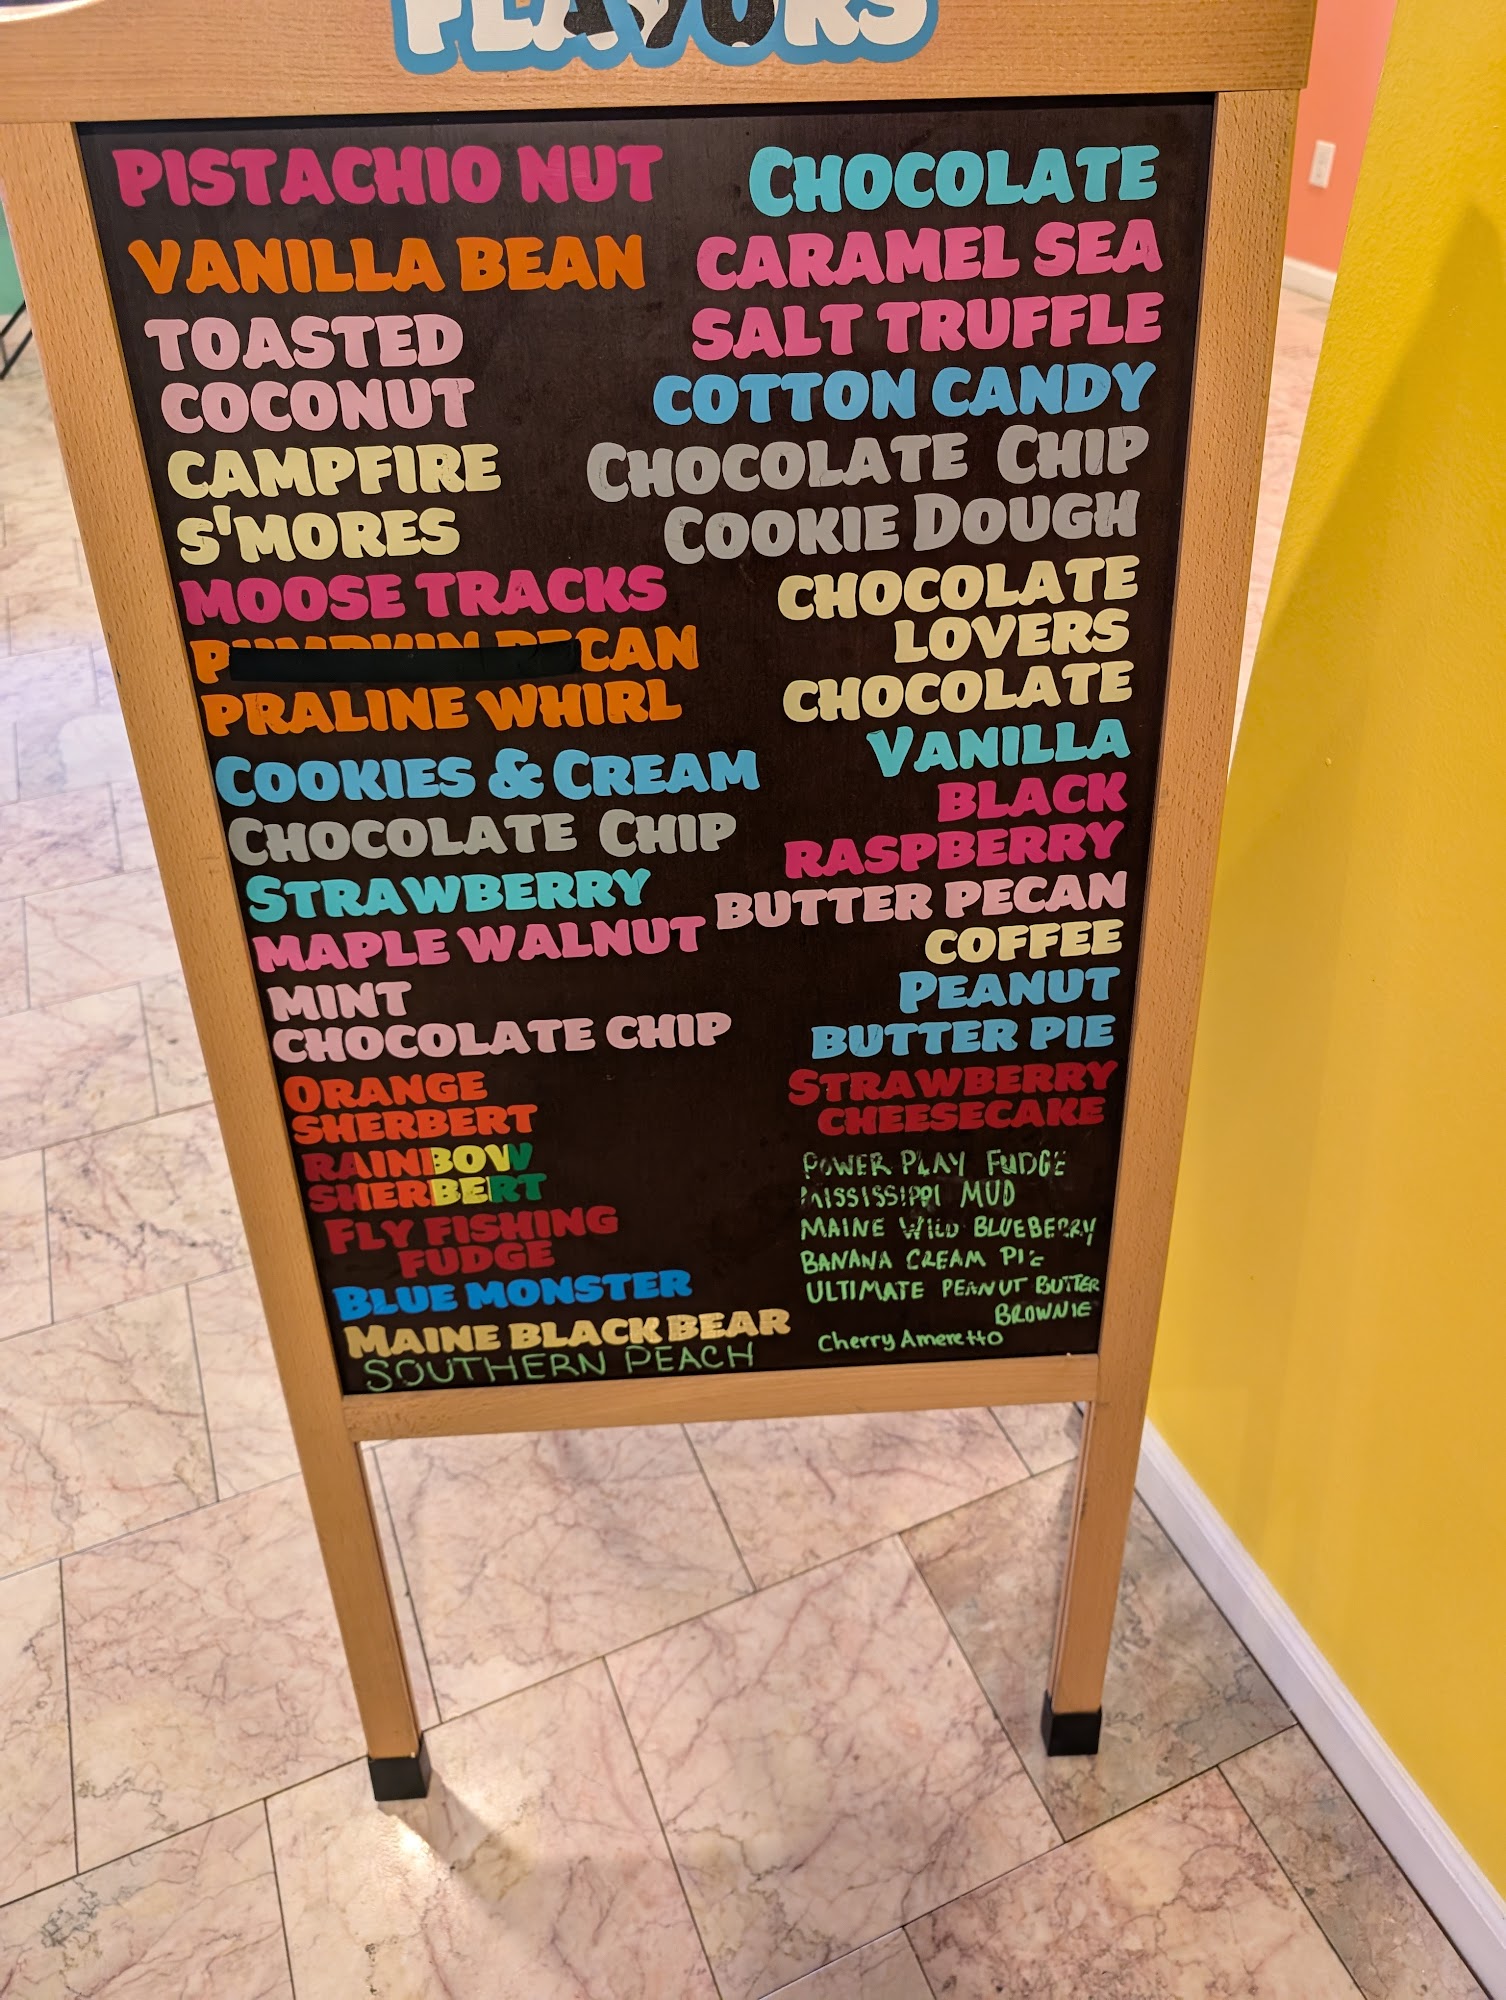 FLAVORS
PISTACHIO NUT
VANILLA BEAN
TOASTED
COCONUT
CAMPFIRE
S'MORES
MOOSE TRACKS
PUMPKIN PECAN
PRALINE WHIRL
COOKIES & CREAM
CHOCOLATE CHIP
STRAWBERRY
MAPLE WALNUT
MINT
CHOCOLATE CHIP
ORANGE
SHERBERT
RAINBOW
SHERBERT
FLY FISHING
FUDGE
BLUE MONSTER
MAINE BLACK BEAR
SOUTHERN PEACH
CHOCOLATE
CARAMEL SEA
SALT TRUFFLE
COTTON CANDY
CHOCOLATE CHIP
COOKIE DOUGH
CHOCOLATE
LOVERS
CHOCOLATE
VANILLA
BLACK
RASPBERRY
BUTTER PECAN
COFFEE
PEANUT
BUTTER PIE
STRAWBERRY
CHEESECAKE
POWER PLAY FUDGE
MISSISSIPPI MUD
MAINE WILD BLUEBERRY
BANANA CREAM PIE
ULTIMATE PEANUT BUTTER
BROWNIE
Cherry Ameretto